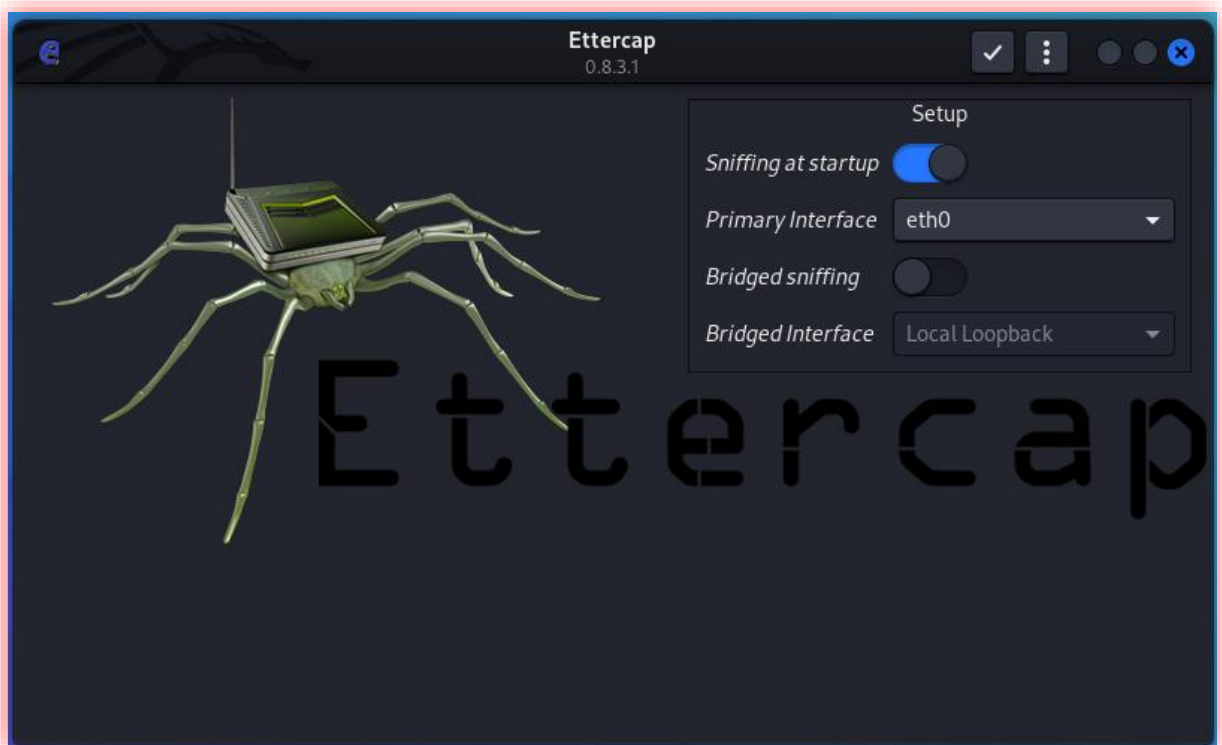 Ettercap
0.8.3.1
Setup
Sniffing at startup
Primary Interface eth0
Bridged sniffing
Bridged Interface Local Loopback
Ettercap